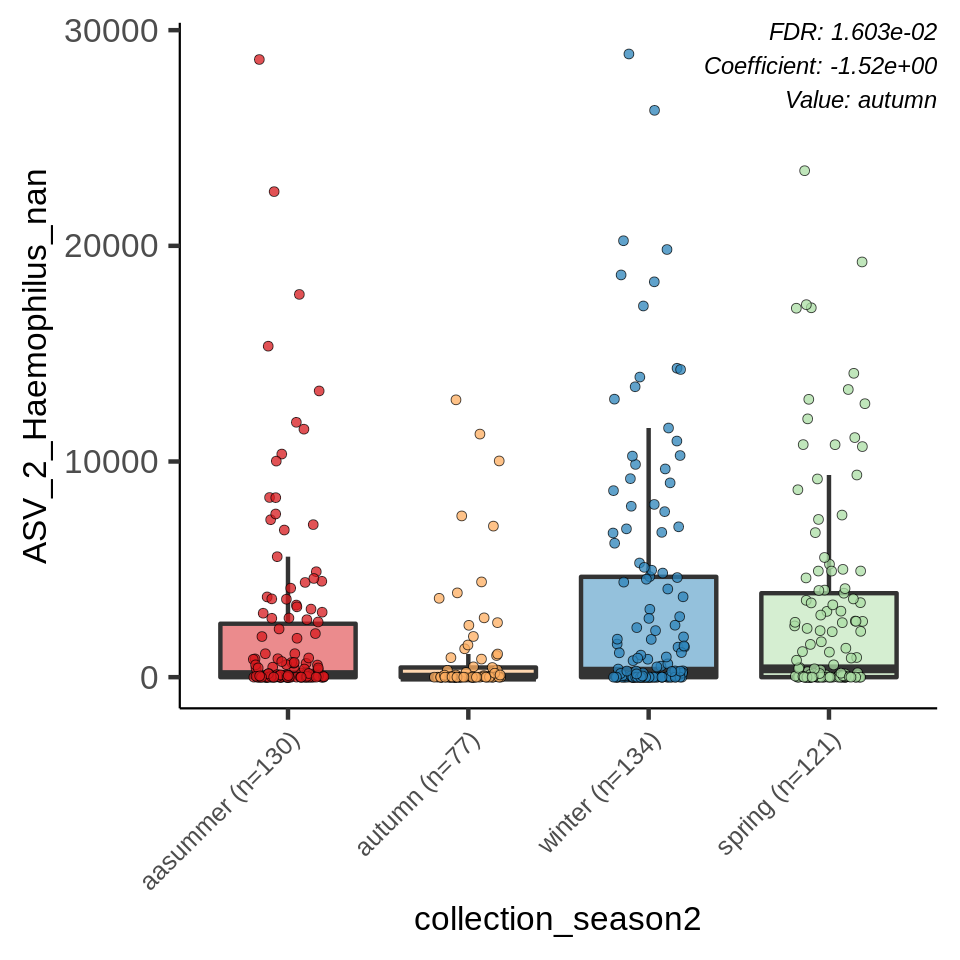 FDR: 1.603e-02
Coefficient: -1.52e+00
Value: autumn
ASV_2_Haemophilus_nan
30000
20000
10000
0
aasummer (n=130)
autumn (n=77)
winter (n=134)
spring (n=121)
collection_season2